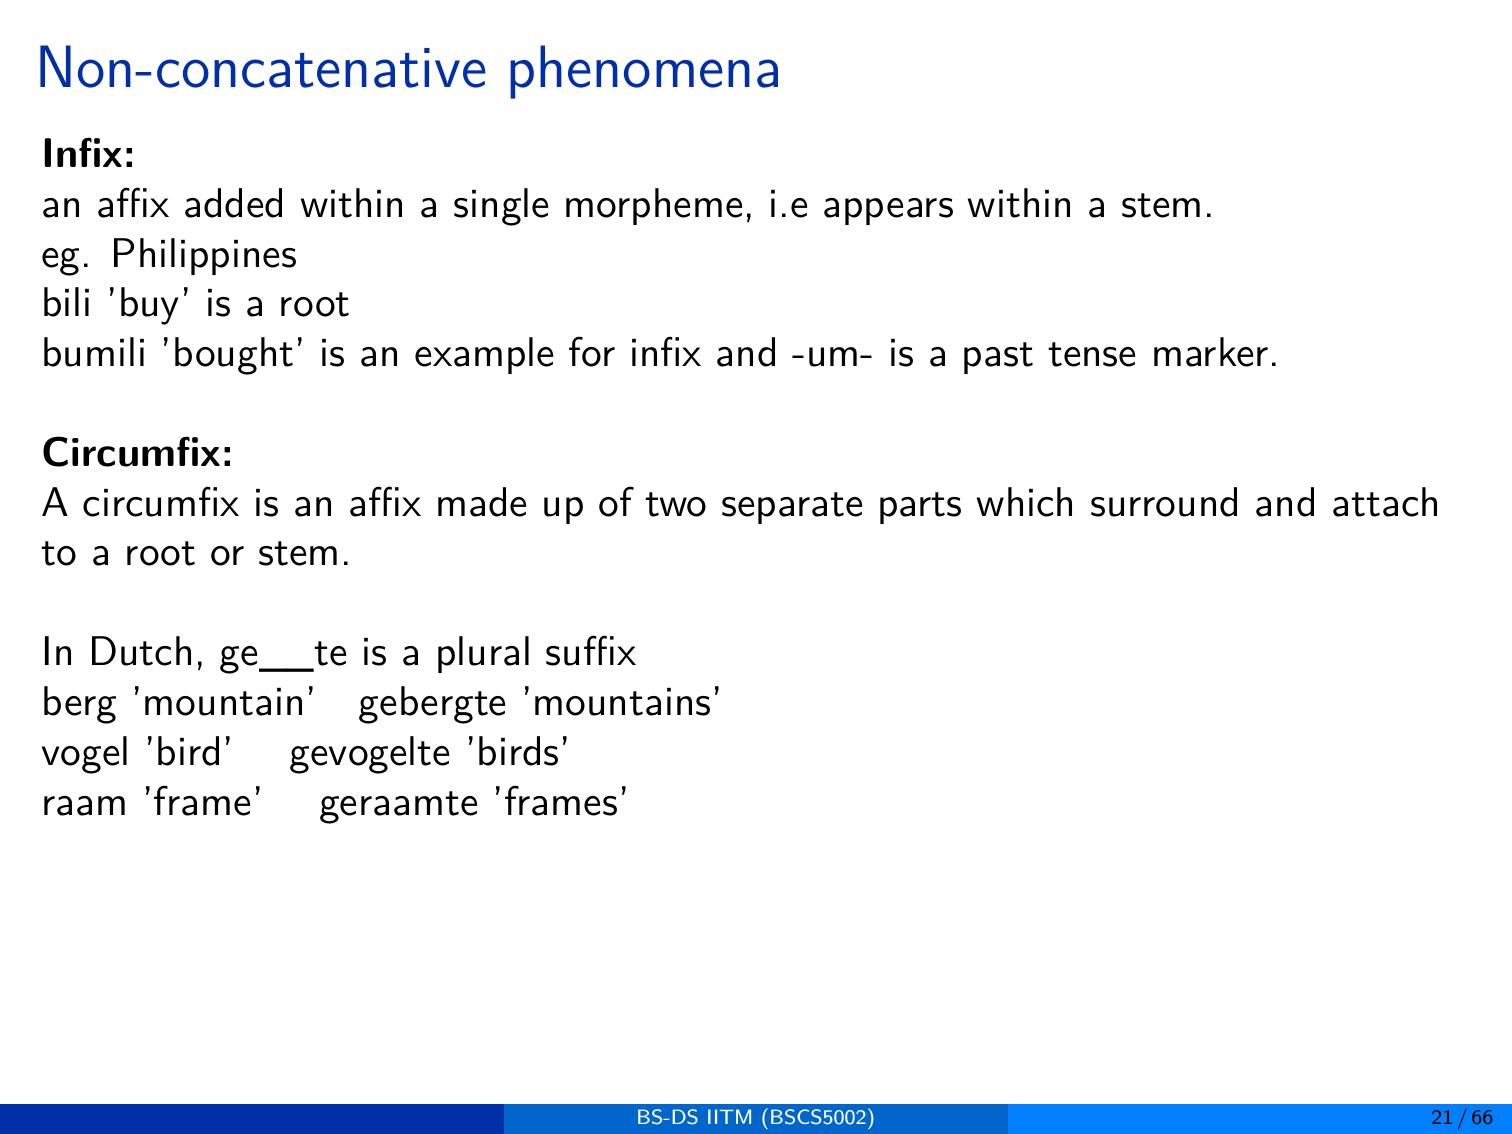 Non-concatenative phenomena
Infix:
an affix added within a single morpheme, i.e appears within a stem.
eg. Philippines
bili ’buy’ is a root
bumili ’bought’ is an example for infix and -um- is a past tense marker.
Circumfix:
A circumfix is an affix made up of two separate parts which surround and attach
to a root or stem.
In Dutch, ge__te is a plural suffix
berg ’mountain’ gebergte ’mountains’
vogel ’bird’ gevogelte ’birds’
raam ’frame’ geraamte ’frames’
BS-DS IITM (BSCS5002) 21 / 66